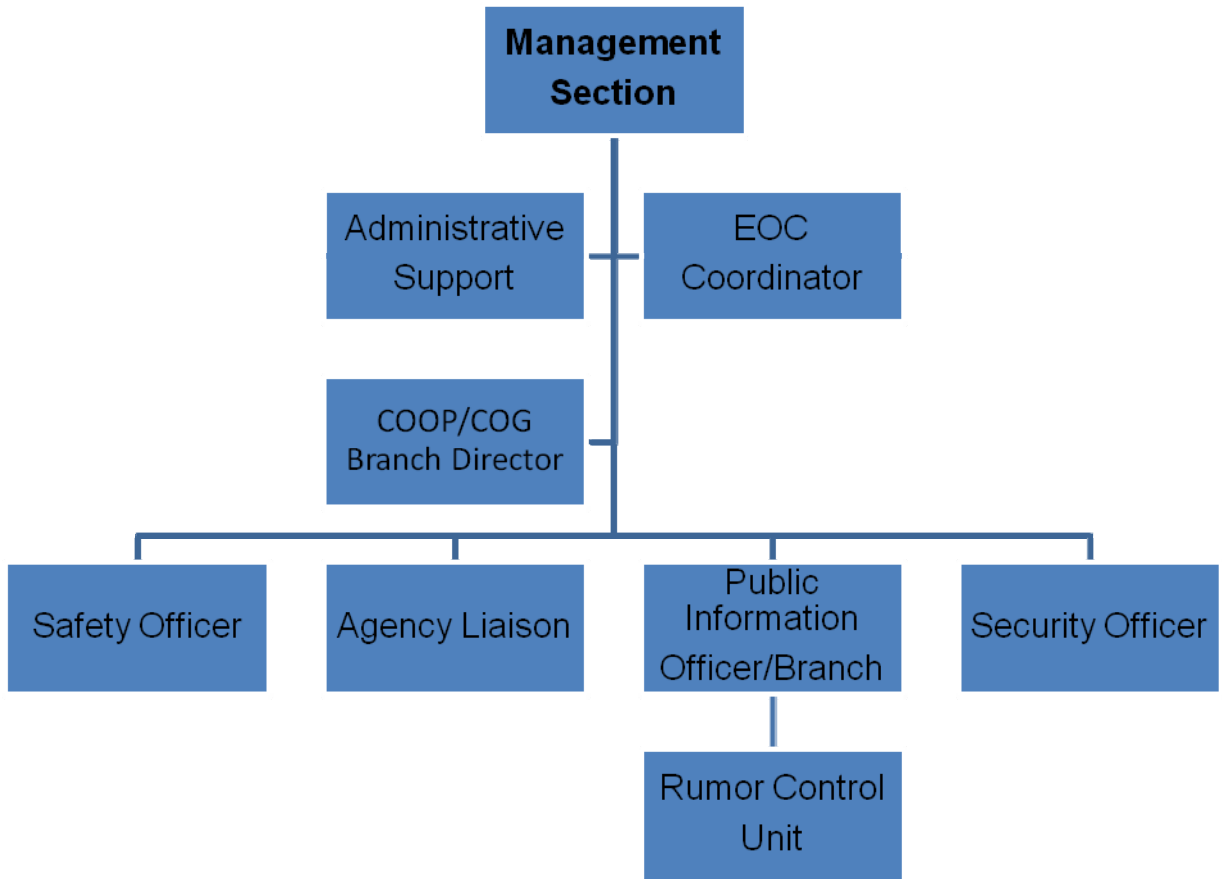 Management
Section
Administrative
Support
EOC
Coordinator
COOP/COG
Branch Director
Safety Officer
Agency Liaison
Public
Information
Officer/Branch
Security Officer
Rumor Control
Unit